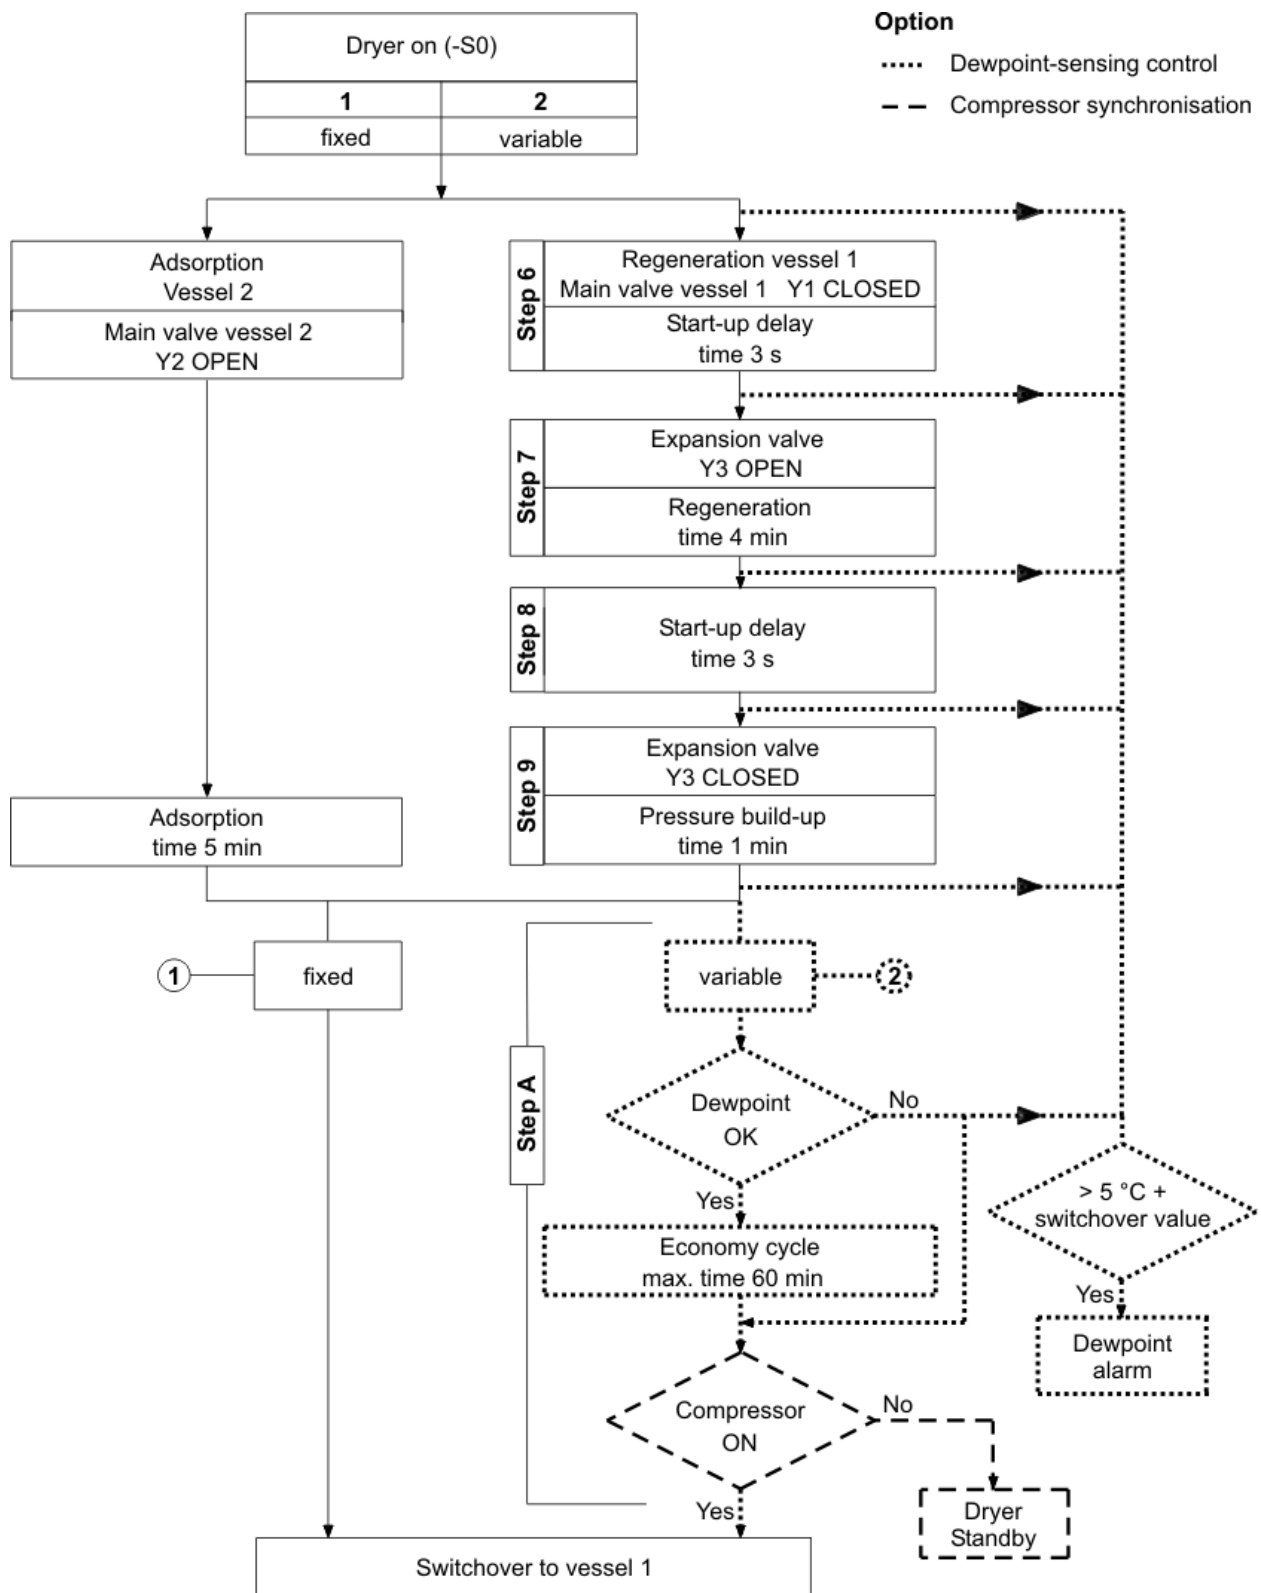 Option
Dewpoint-sensing control
Compressor synchronisation
Dryer on (-S0)
1
2
fixed
variable
Adsorption
Vessel 2
Main valve vessel 2
Y2 OPEN
Step 6
Regeneration vessel 1
Main valve vessel 1 Y1 CLOSED
Start-up delay
time 3 s
Step 7
Expansion valve
Y3 OPEN
Regeneration
time 4 min
Step 8
Start-up delay
time 3 s
Step 9
Expansion valve
Y3 CLOSED
Pressure build-up
time 1 min
Adsorption
time 5 min
1
fixed
variable
2
Step A
Dewpoint
OK
No
Yes
> 5 °C +
switchover value
Yes
Dewpoint
alarm
Economy cycle
max. time 60 min
Compressor
ON
No
Yes
Dryer
Standby
Switchover to vessel 1